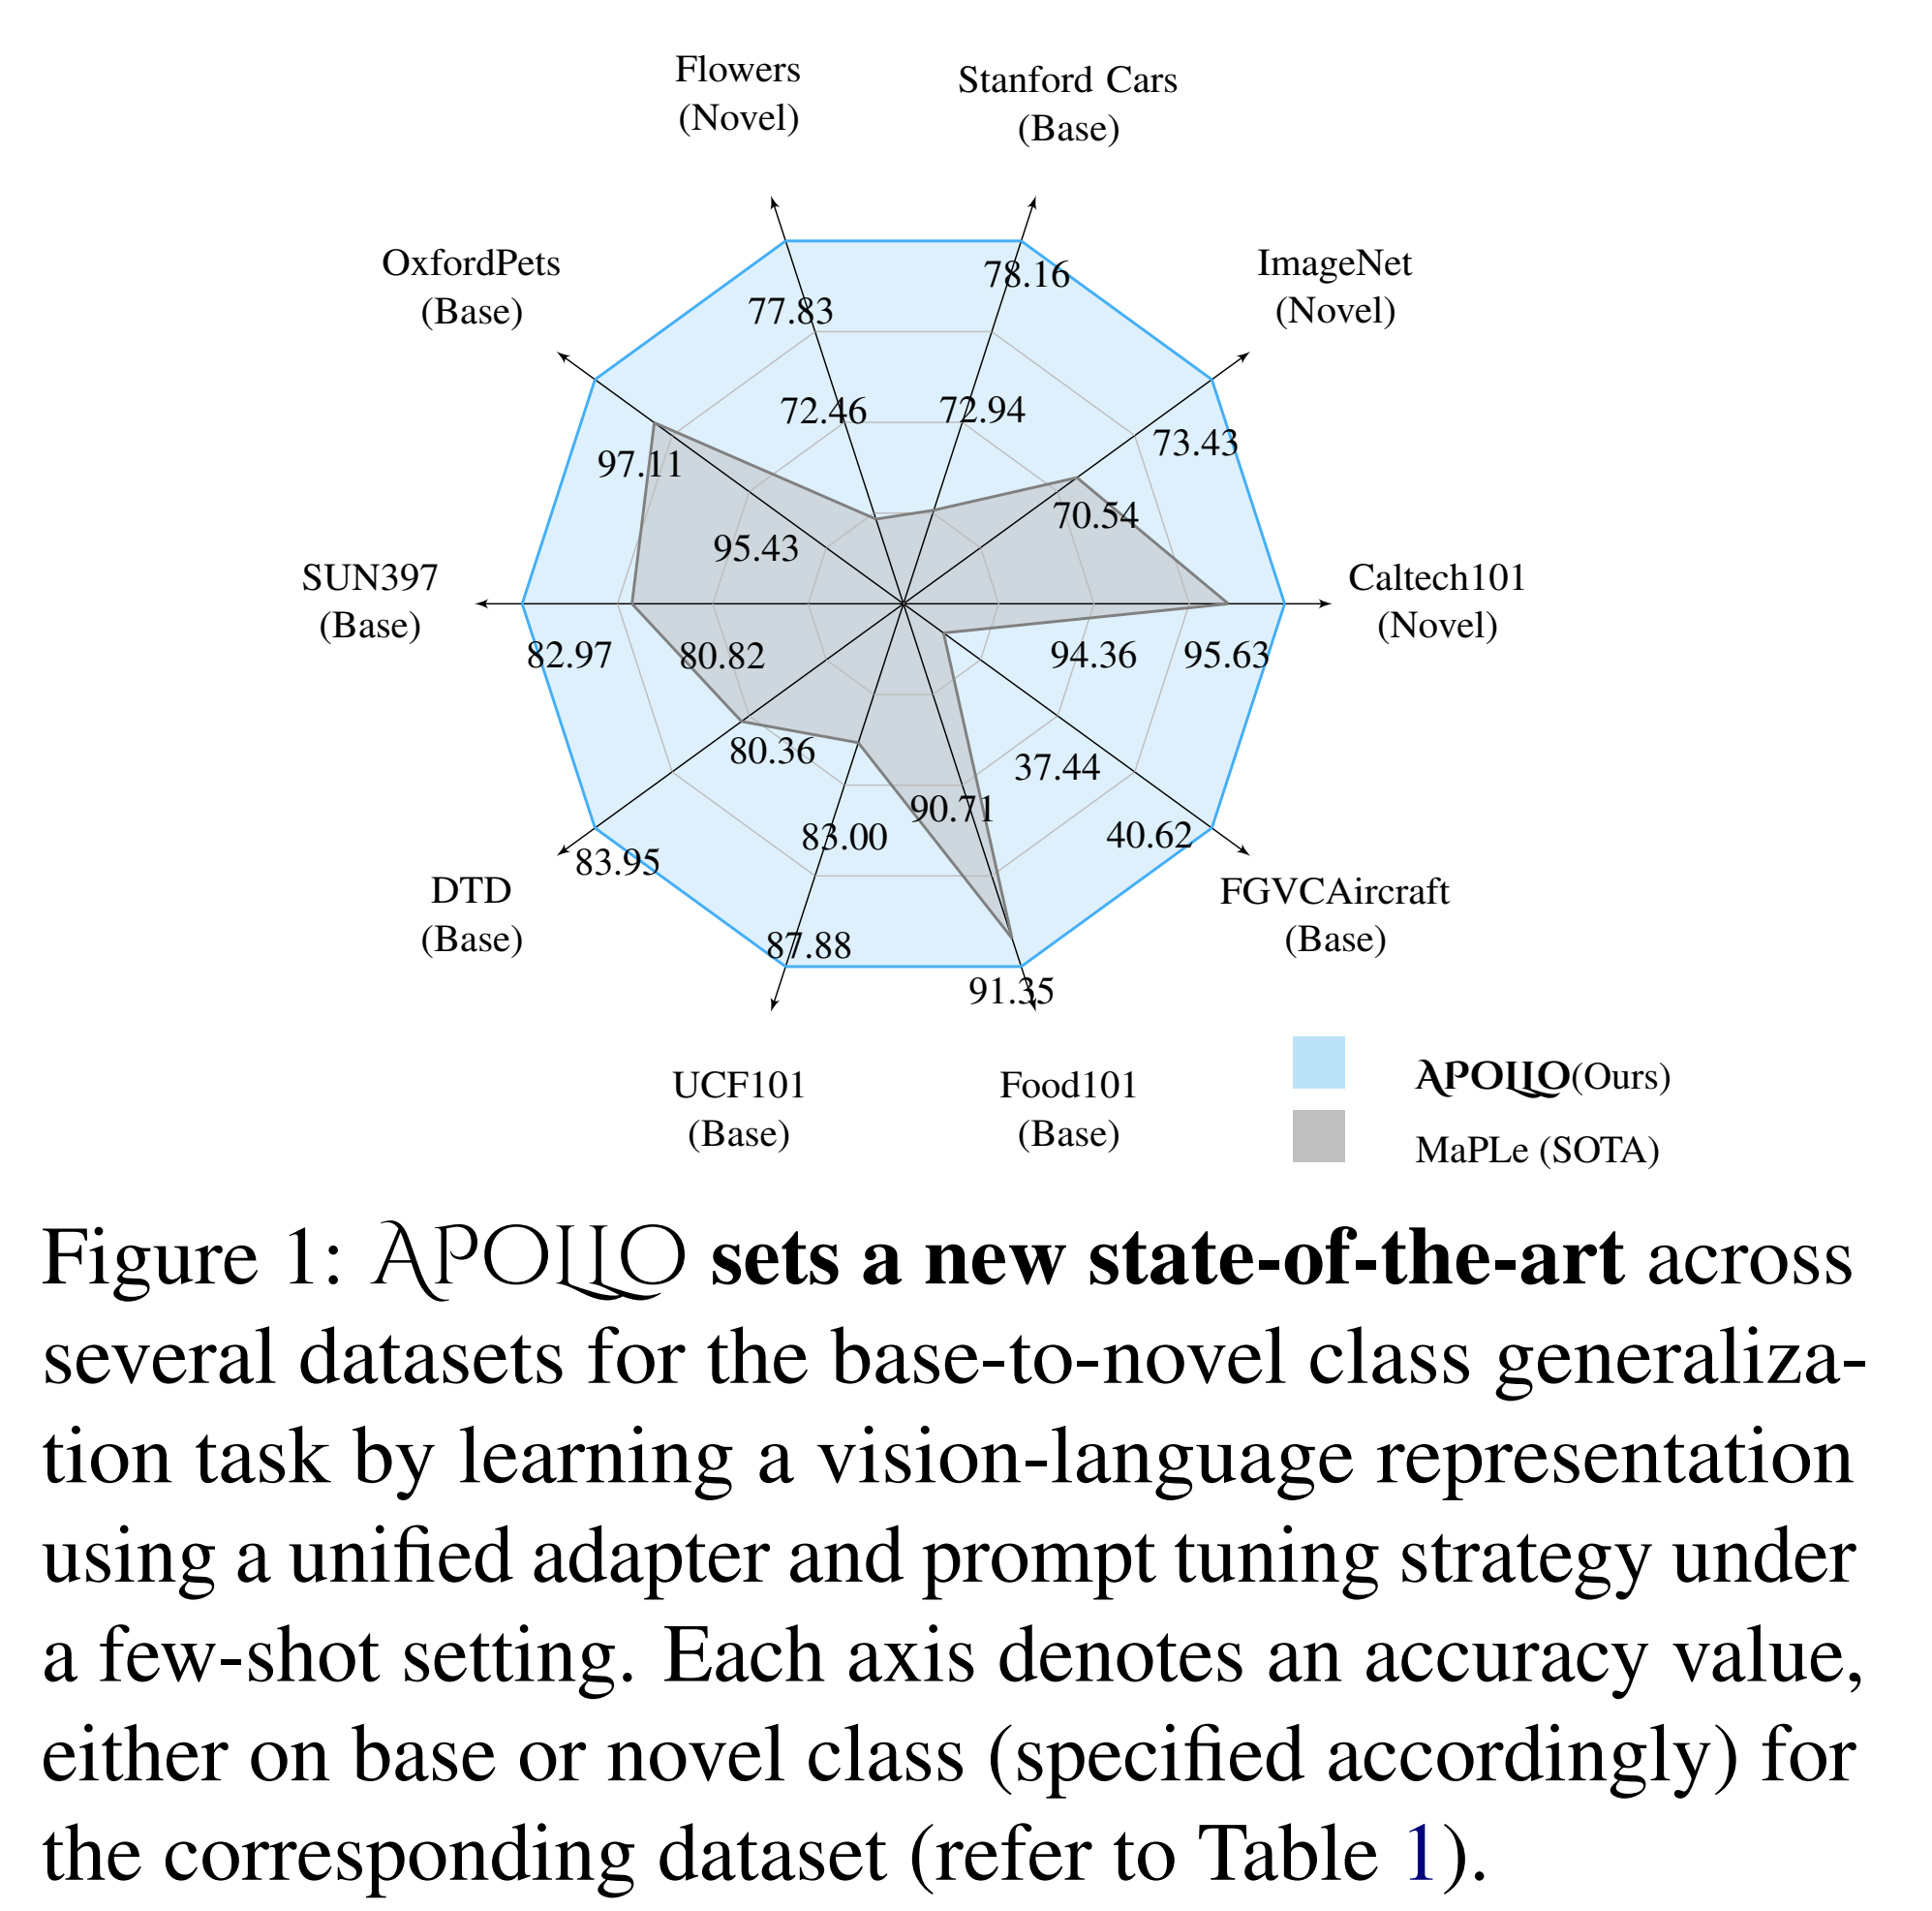 Flowers
(Novel)
Stanford Cars
(Base)
OxfordPets
(Base)
ImageNet
(Novel)
78.16
77.83
72.46
72.94
73.43
97.11
70.54
95.43
SUN397
(Base)
Caltech101
(Novel)
82.97
80.82
94.36
95.63
80.36
37.44
90.71
83.00
40.62
83.95
DTD
(Base)
FGVCAircraft
(Base)
87.88
91.35
UCF101
(Base)
Food101
(Base)
APOLLO(Ours)
MaPLe (SOTA)
Figure 1: APOLLO sets a new state-of-the-art across
several datasets for the base-to-novel class generaliza-
tion task by learning a vision-language representation
using a unified adapter and prompt tuning strategy under
a few-shot setting. Each axis denotes an accuracy value,
either on base or novel class (specified accordingly) for
the corresponding dataset (refer to Table 1).